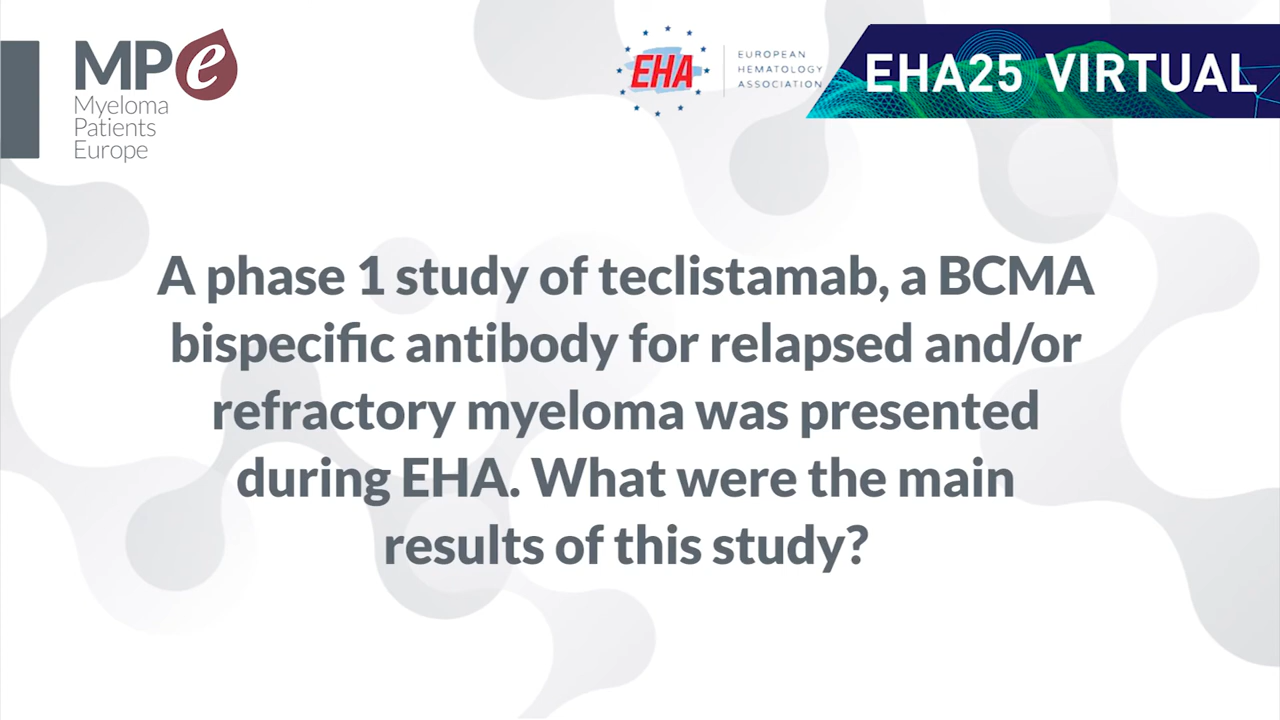 MPe
Myeloma
Patients
Europe
EHA
EUROPEAN
HEMATOLOGY
ASSOCIATION
EHA25 VIRTUAL
A phase 1 study of teclistamab, a BCMA
bispecific antibody for relapsed and/or
refractory myeloma was presented
during EHA. What were the main
results of this study?